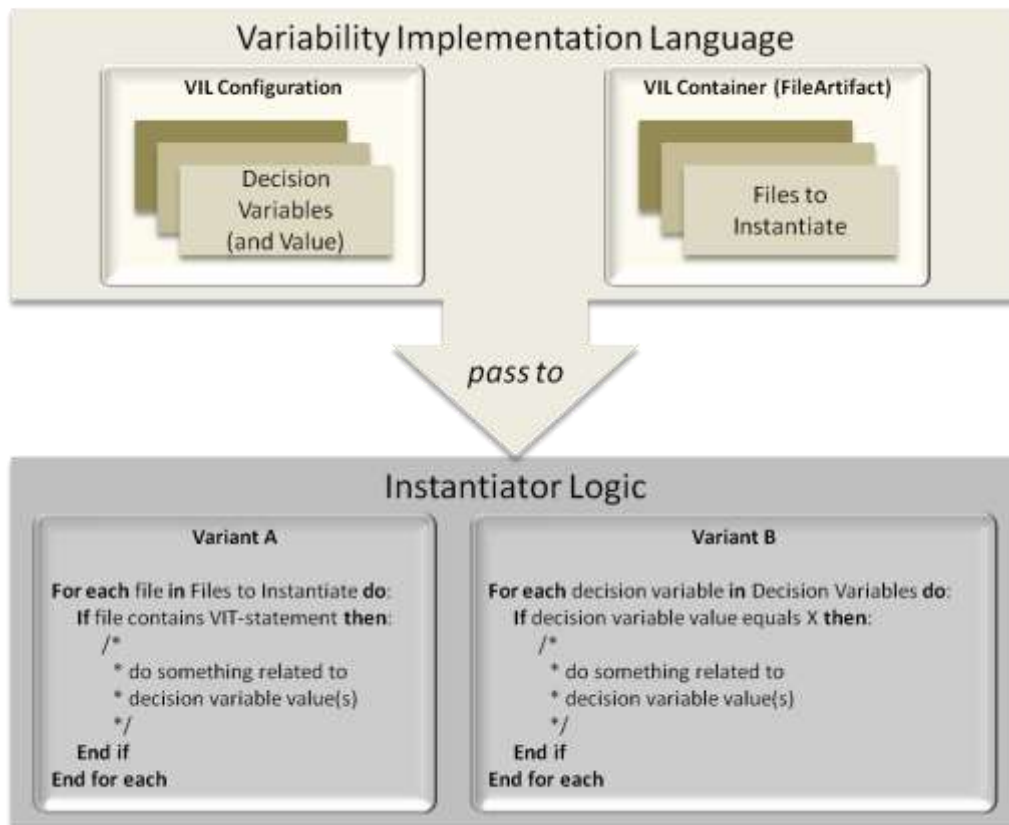 Variability Implementation Language
VIL Configuration
Decision
Variables
(and Value)
VIL Container (FileArtifact)
Files to
Instantiate
pass to
Instantiator Logic
Variant A
For each file in Files to Instantiate do:
If file contains VIT-statement then:
/*
* do something related to
* decision variable value(s)
*/
End if
End for each
Variant B
For each decision variable in Decision Variables do:
If decision variable value equals X then:
/*
* do something related to
* decision variable value(s)
*/
End if
End for each